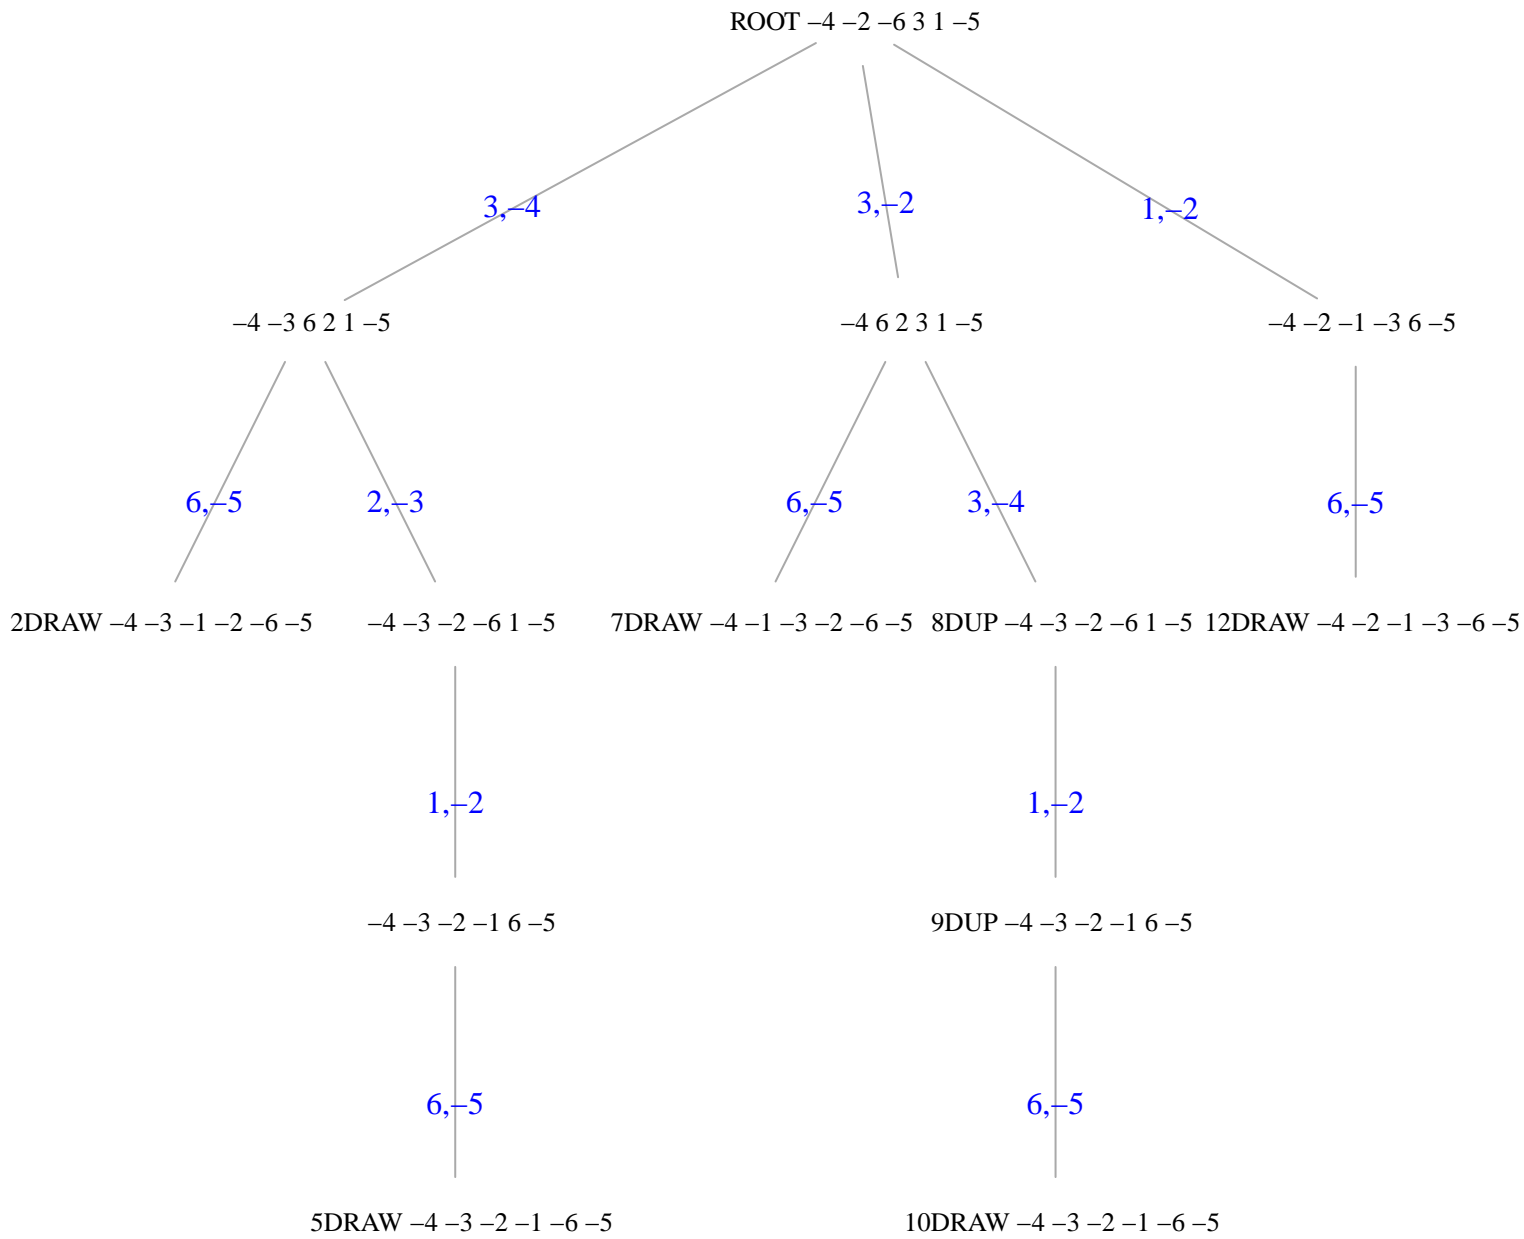 ROOT –4 –2 –6 3 1 –5
3,–4
3,–2
1,–2
–4 –3 6 2 1 –5
–4 6 2 3 1 –5
–4 –2 –1 –3 6 –5
6,–5
2,–3
6,–5
3,–4
6,–5
2DRAW –4 –3 –1 –2 –6 –5
–4 –3 –2 –6 1 –5
7DRAW –4 –1 –3 –2 –6 –5
8DUP –4 –3 –2 –6 1 –5
12DRAW –4 –2 –1 –3 –6 –5
1,–2
1,–2
–4 –3 –2 –1 6 –5
9DUP –4 –3 –2 –1 6 –5
6,–5
6,–5
5DRAW –4 –3 –2 –1 –6 –5
10DRAW –4 –3 –2 –1 –6 –5